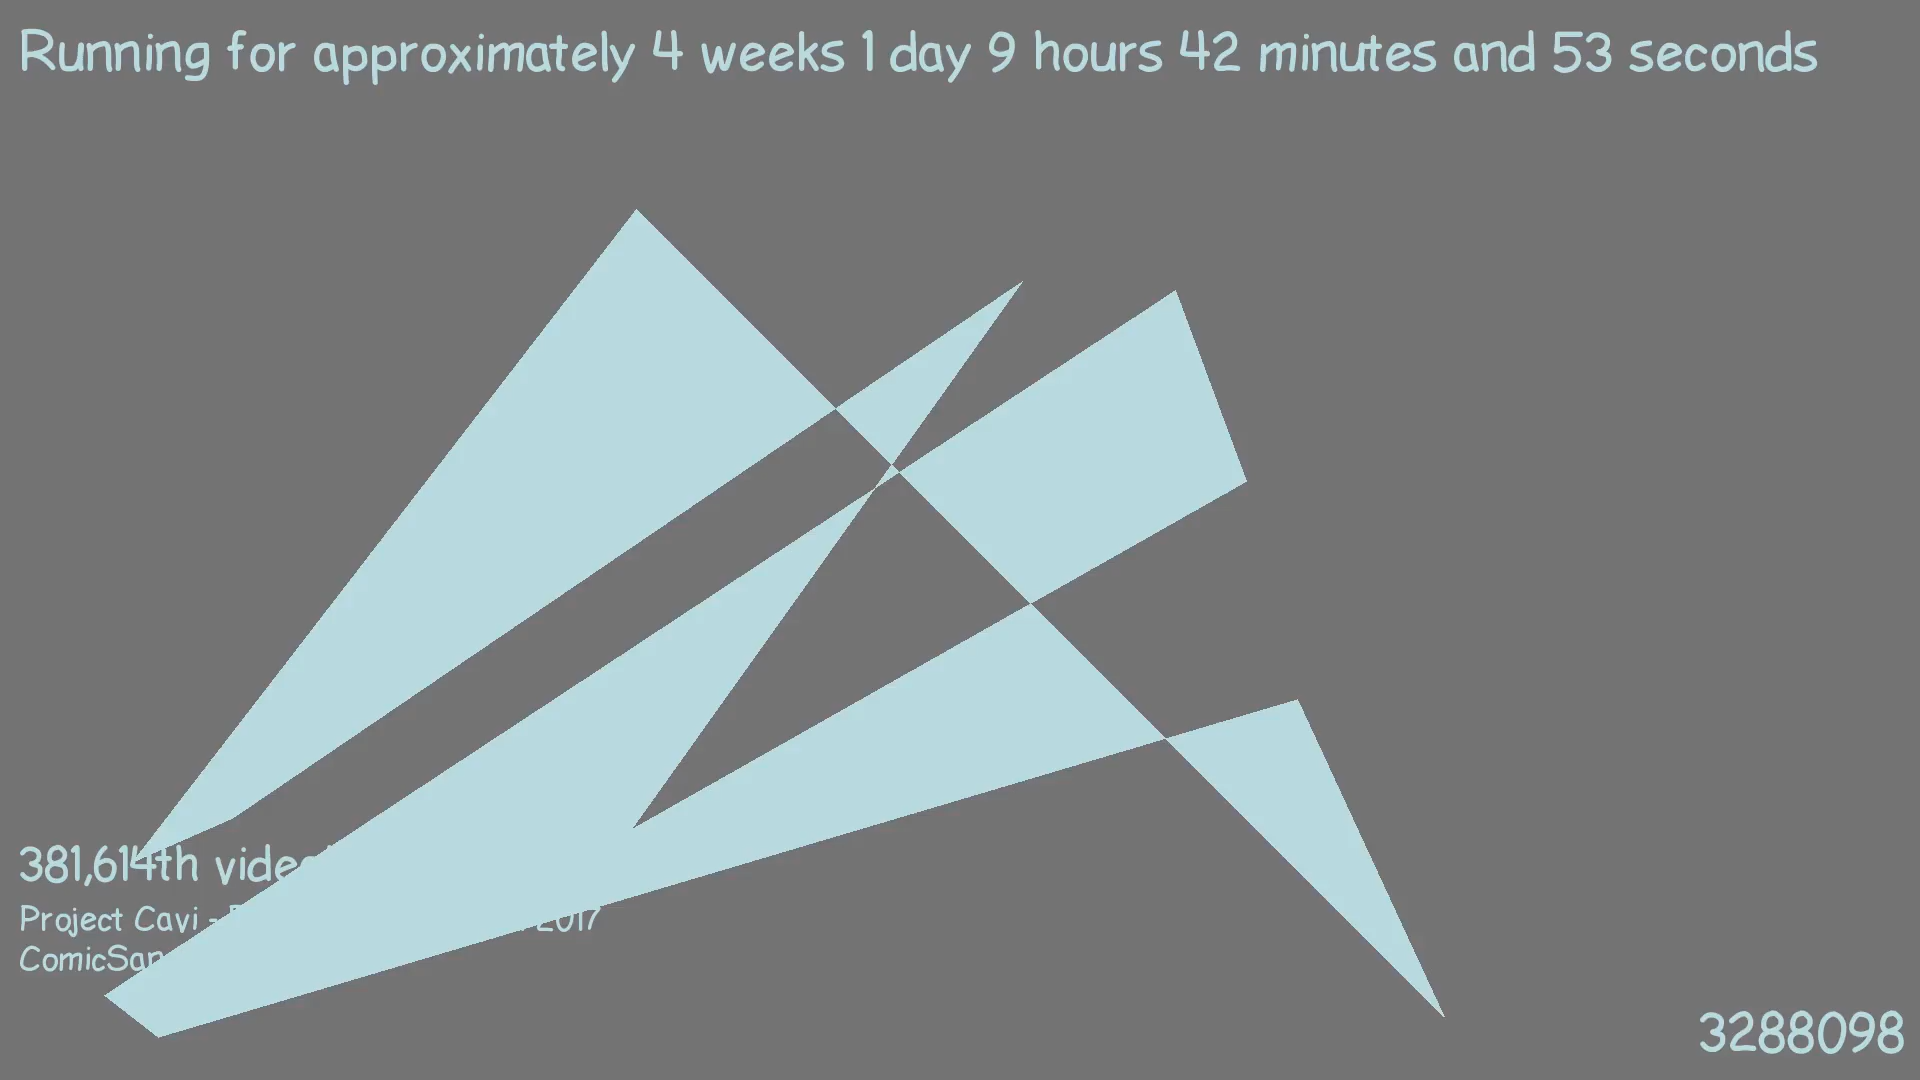 Running for approximately 4 weeks 1 day 9 hours 42 minutes and 53 seconds
381,614th video
Project Cavi - 2017
ComicSan
3288098